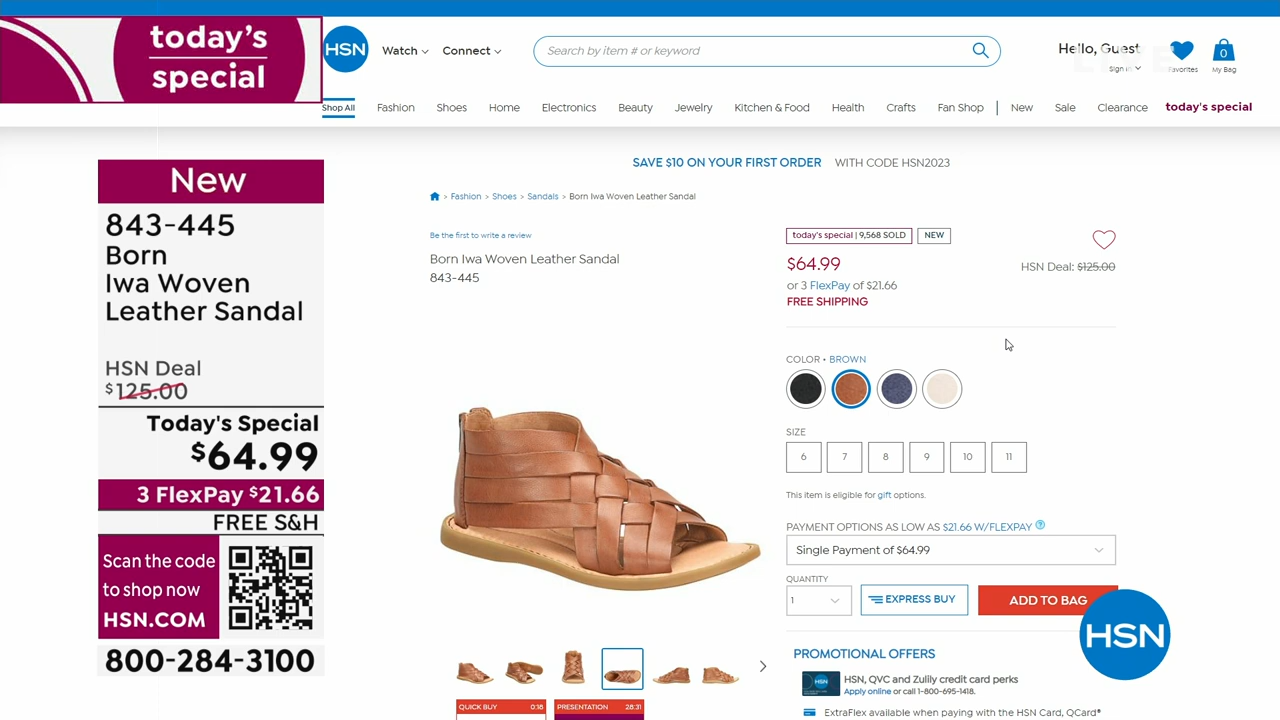 today's
special
HSN
Watch
Connect
Search by item # or keyword
Hello, Guest
Sign in
Favorites
0
My Bag
Shop All
Fashion
Shoes
Home
Electronics
Beauty
Jewelry
Kitchen & Food
Health
Crafts
Fan Shop
New
Sale
Clearance
today's special
SAVE $10 ON YOUR FIRST ORDER WITH CODE HSN2023
New
843-445
Born
Iwa Woven
Leather Sandal
HSN Deal
$125.00
Today's Special
$64.99
3 FlexPay $21.66
FREE S&H
Scan the code
to shop now
HSN.COM
800-284-3100
> Fashion > Shoes > Sandals > Born Iwa Woven Leather Sandal
Be the first to write a review
Born Iwa Woven Leather Sandal
843-445
today's special | 9,568 SOLD
NEW
$64.99
HSN Deal: $125.00
or 3 FlexPay of $21.66
FREE SHIPPING
COLOR • BROWN
SIZE
6
7
8
9
10
11
This item is eligible for gift options.
PAYMENT OPTIONS AS LOW AS $21.66 W/FLEXPAY ?
Single Payment of $64.99
QUANTITY
1
EXPRESS BUY
ADD TO BAG
HSN
PROMOTIONAL OFFERS
HSN, QVC and Zulily credit card perks
Apply online or call 1-800-695-1418.
ExtraFlex available when paying with the HSN Card, QCard®
QUICK BUY 0:18
PRESENTATION 28:31